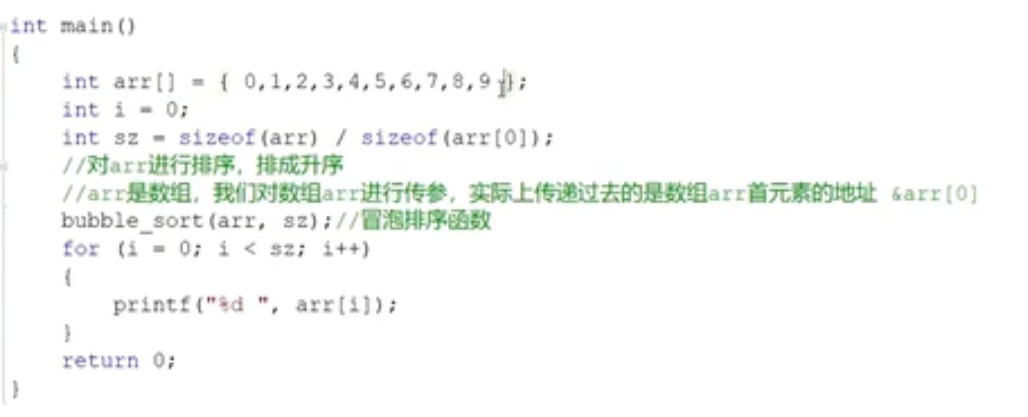 int main()
{
int arr[] = { 0,1,2,3,4,5,6,7,8,9 };
int i = 0;
int sz = sizeof(arr) / sizeof(arr[0]);
//对arr进行排序，排成升序
//arr是数组，我们对数组arr进行传参，实际上传递过去的是数组arr首元素的地址 &arr[0]
bubble_sort(arr, sz);//冒泡排序函数
for (i = 0; i < sz; i++)
{
printf("%d ", arr[i]);
}
return 0;
}